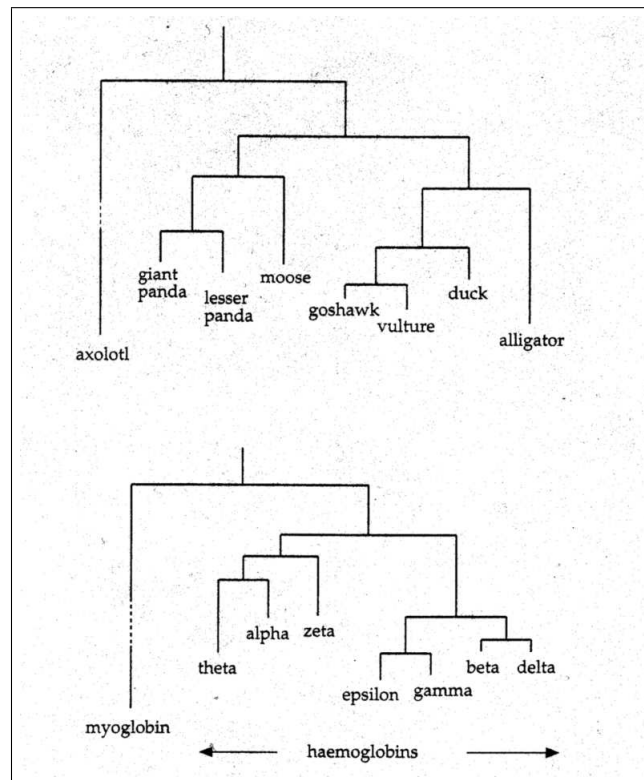 giant
panda
lesser
panda
moose
goshawk
vulture
duck
alligator
axolotl
alpha
zeta
theta
epsilon
gamma
beta
delta
myoglobin
haemoglobins